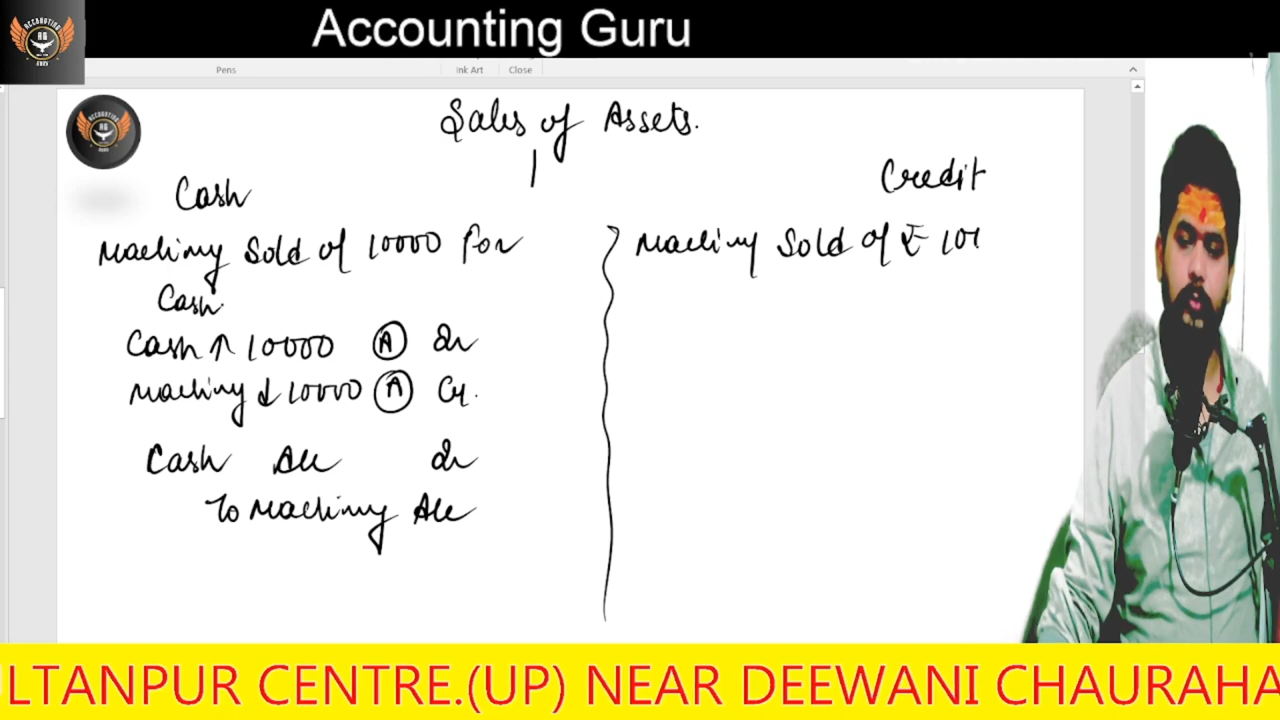 Accounting Guru
Pens
Ink Art
Close
Sales of Assets.
Cash
Credit
Machiny Sold of 10000 for
Cash.
Machiny Sold of ₹ 100
Cash ↑ 10000 (A) Dr
Machiny ↓ 10000 (A) Cr.
Cash A/c Dr
To Machiny A/c
LTANPUR CENTRE.(UP) NEAR DEEWANI CHAURAHA